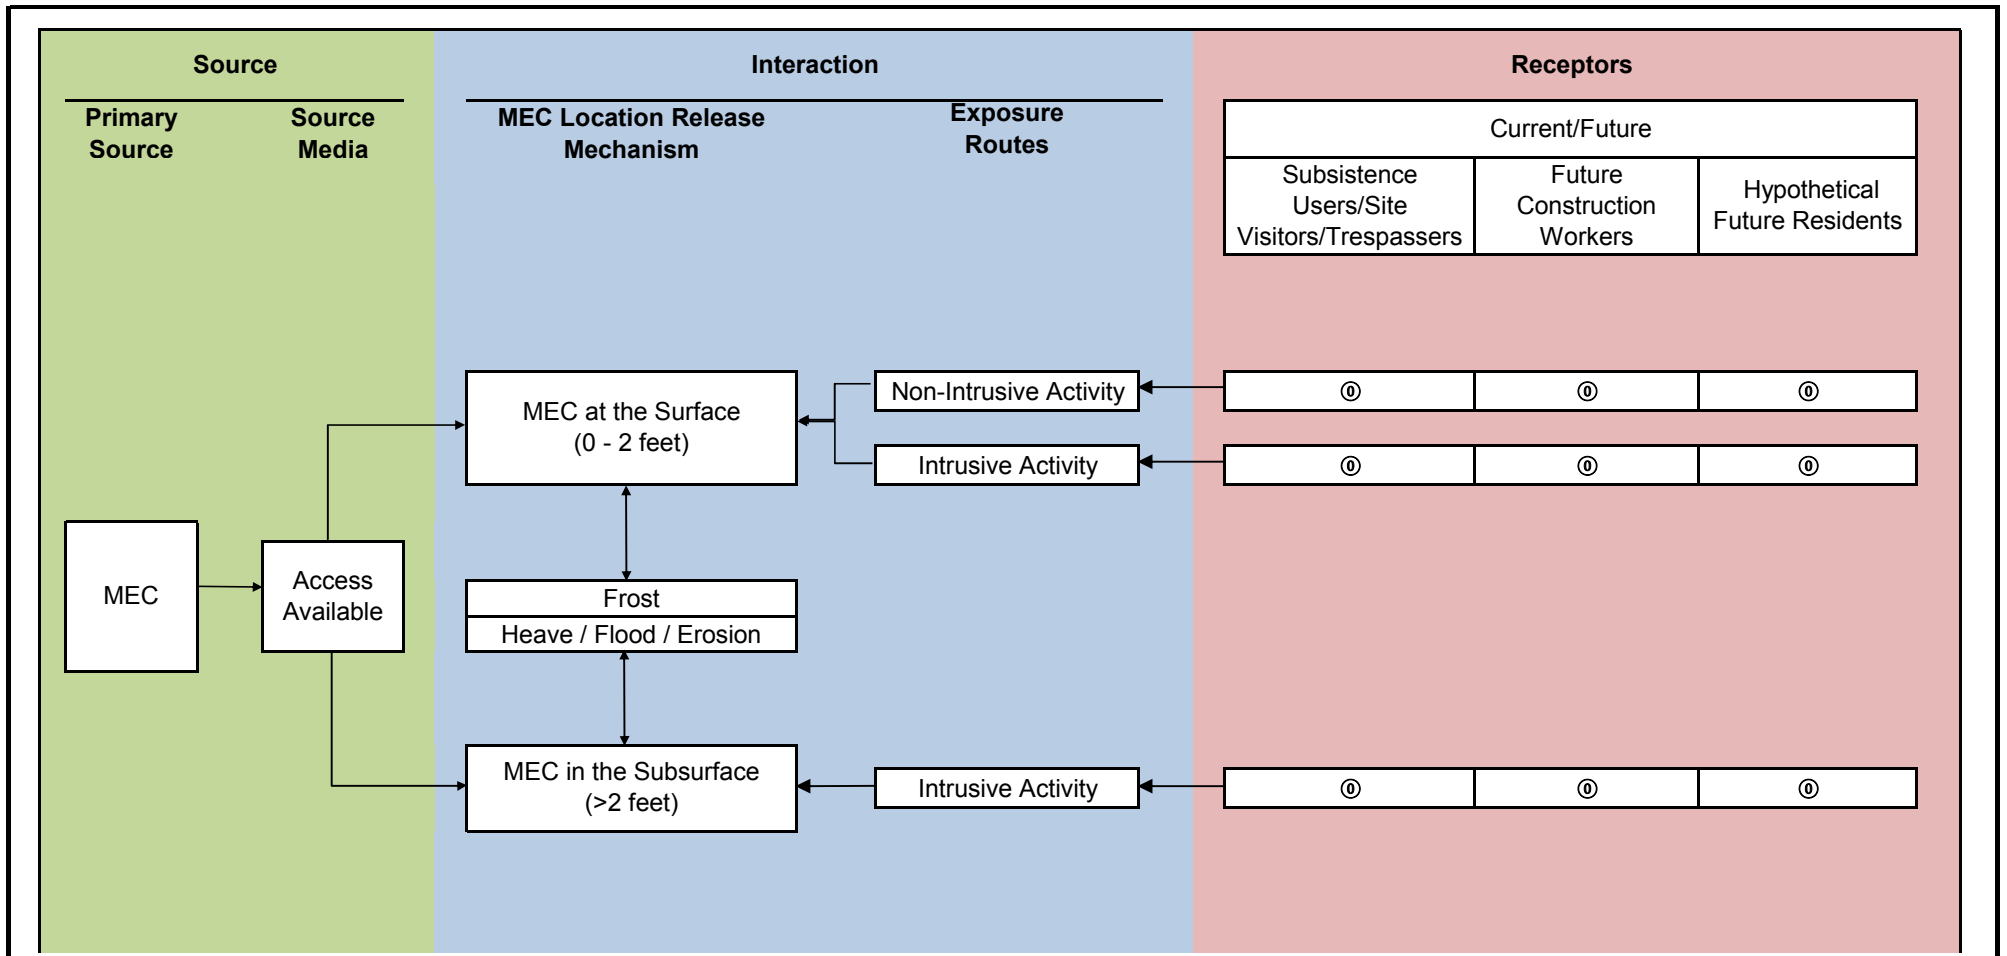 Source
Interaction
Receptors
Primary
Source
Source
Media
MEC Location Release
Mechanism
Exposure
Routes
Current/Future
Subsistence
Users/Site
Visitors/Trespassers
Future
Construction
Workers
Hypothetical
Future Residents
MEC at the Surface
(0 - 2 feet)
Non-Intrusive Activity
⓪ ⓪ ⓪
Intrusive Activity
⓪ ⓪ ⓪
MEC
Access
Available
Frost
Heave / Flood / Erosion
MEC in the Subsurface
(>2 feet)
Intrusive Activity
⓪ ⓪ ⓪